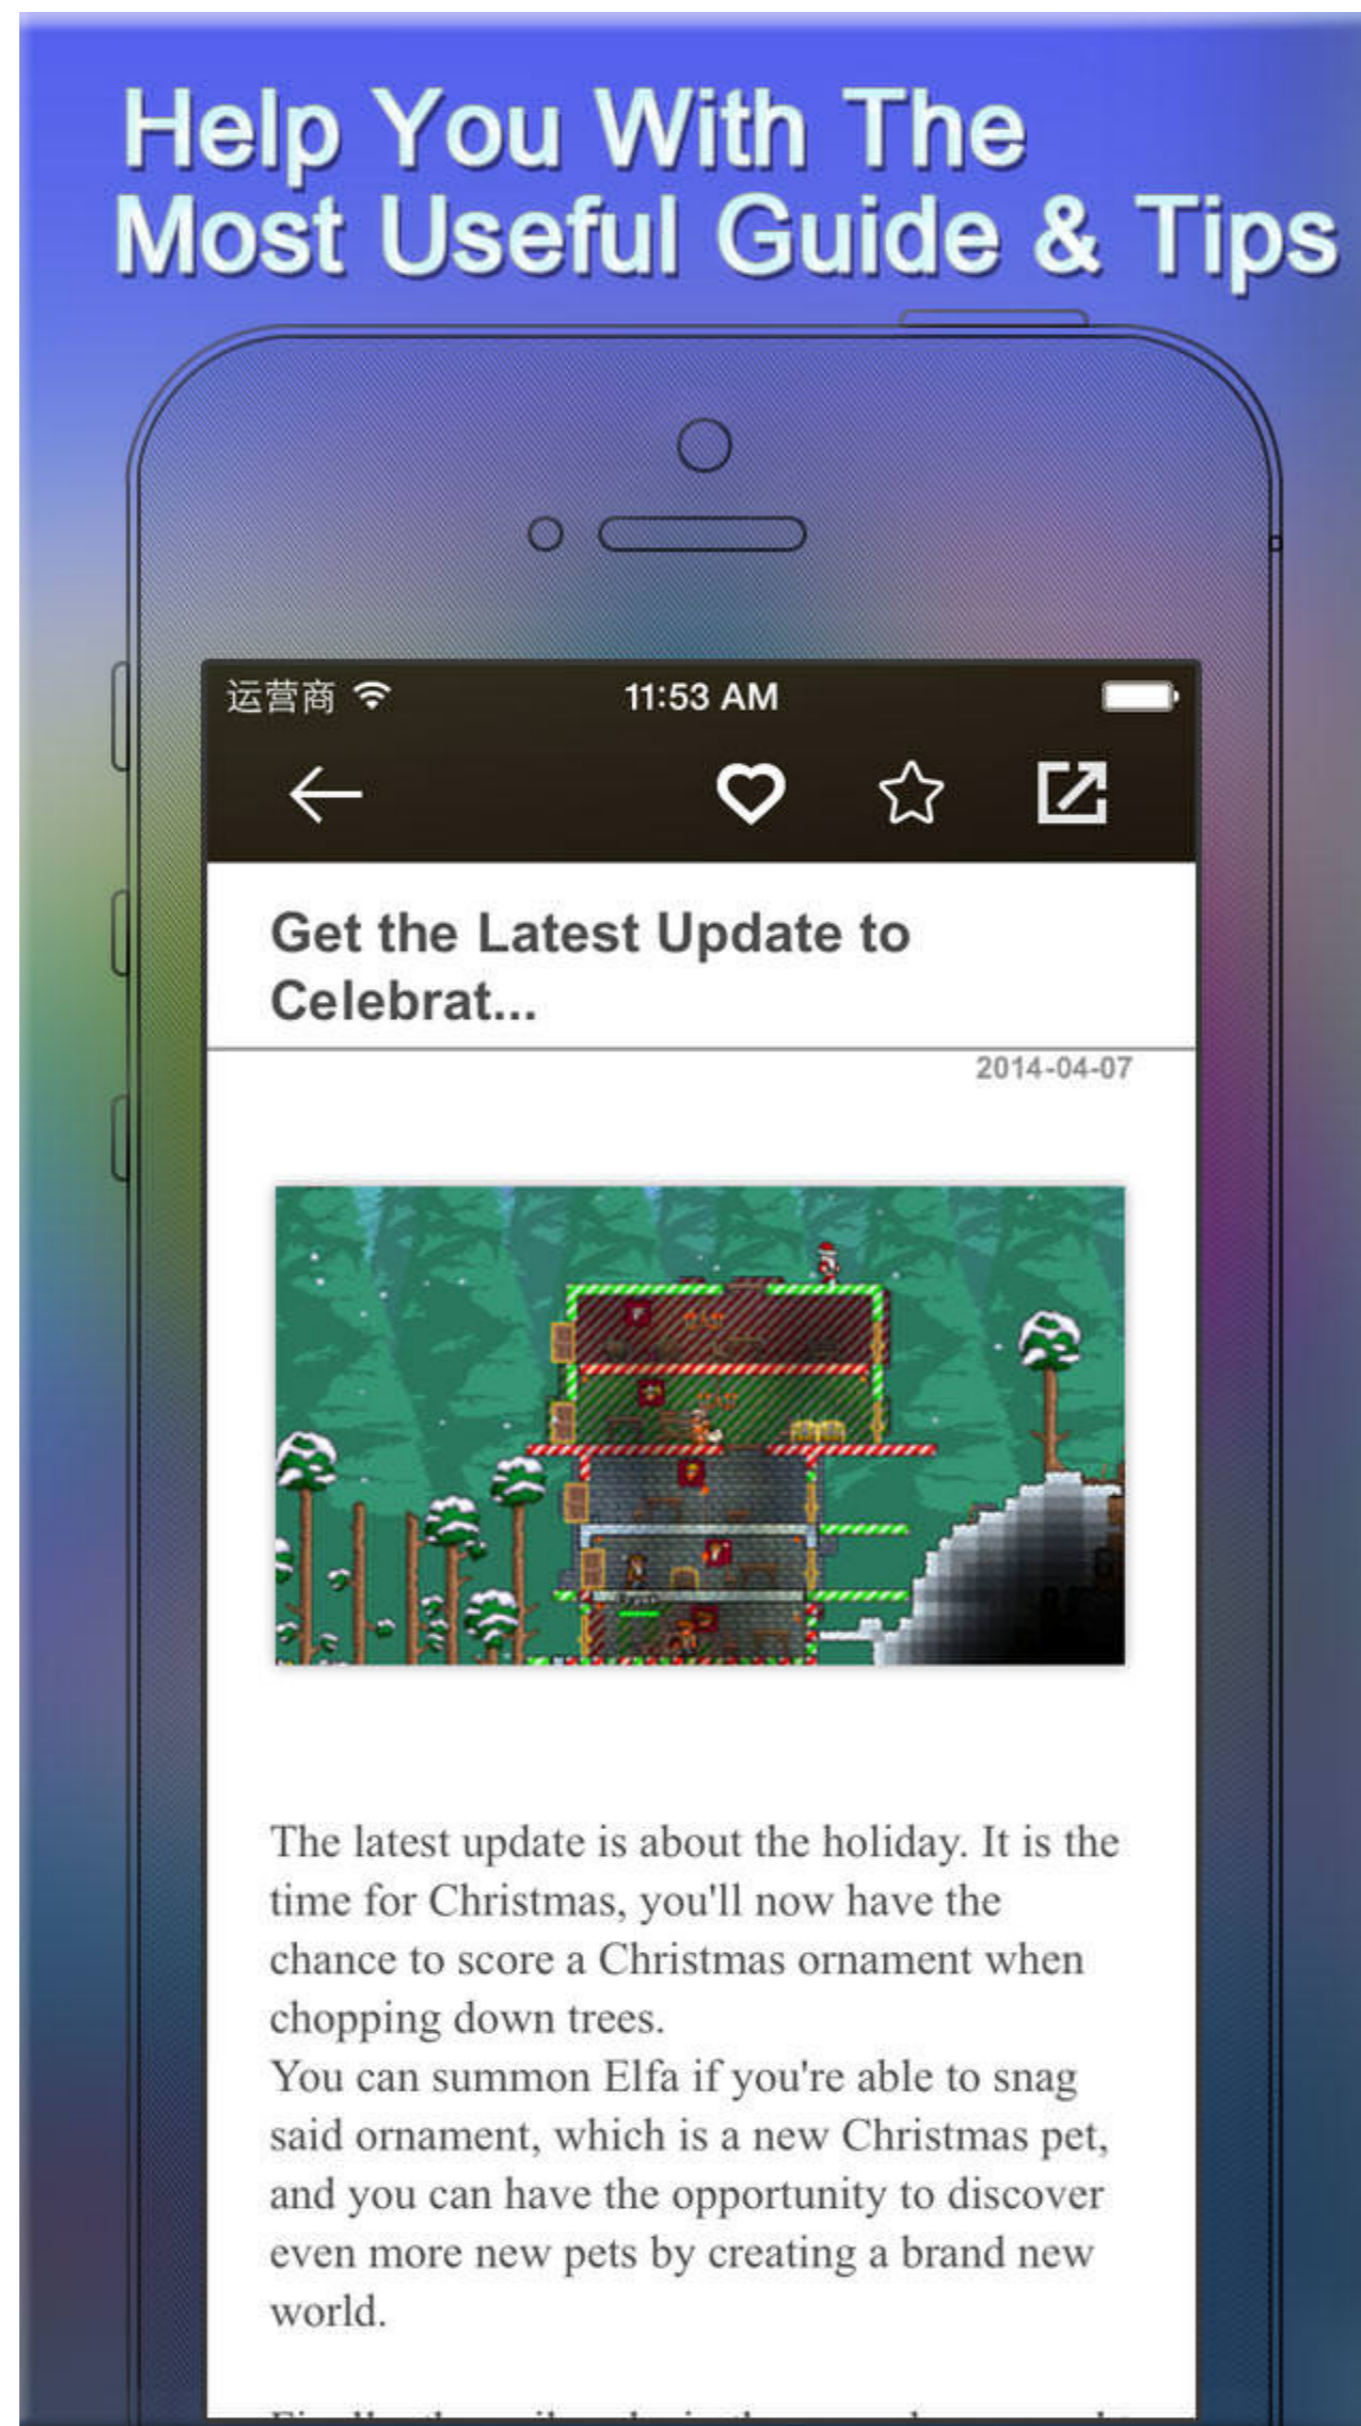 Help You With The
Most Useful Guide & Tips
运营商 11:53 AM
Get the Latest Update to
Celebrat...
2014-04-07
The latest update is about the holiday. It is the
time for Christmas, you'll now have the
chance to score a Christmas ornament when
chopping down trees.
You can summon Elfa if you're able to snag
said ornament, which is a new Christmas pet,
and you can have the opportunity to discover
even more new pets by creating a brand new
world.